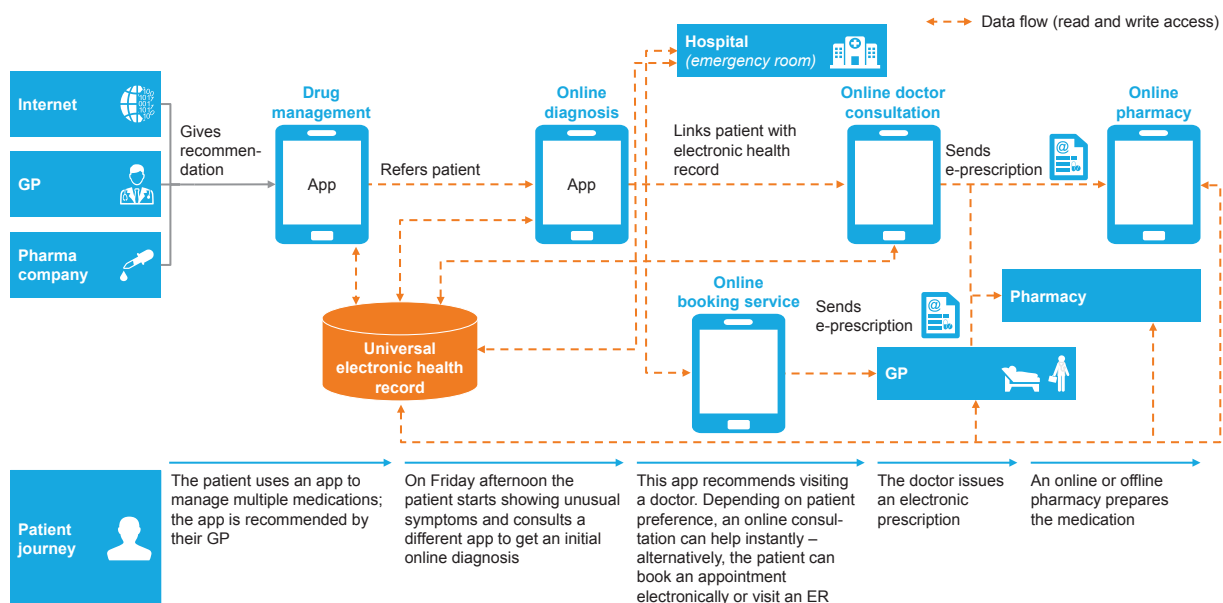 Data flow (read and write access)
Hospital
(emergency room)
Internet
GP
Pharma
company
Gives
recommen-
dation
Drug
management
App
Refers patient
Online
diagnosis
App
Links patient with
electronic health
record
Online doctor
consultation
Sends
e-prescription
@
Online
pharmacy
Universal
electronic health
record
Online
booking service
Sends
e-prescription
@
GP
Pharmacy
Patient
journey
The patient uses an app to
manage multiple medications;
the app is recommended by
their GP
On Friday afternoon the
patient starts showing unusual
symptoms and consults a
different app to get an initial
online diagnosis
This app recommends visiting
a doctor. Depending on patient
preference, an online consul-
tation can help instantly –
alternatively, the patient can
book an appointment
electronically or visit an ER
The doctor issues
an electronic
prescription
An online or offline
pharmacy prepares
the medication